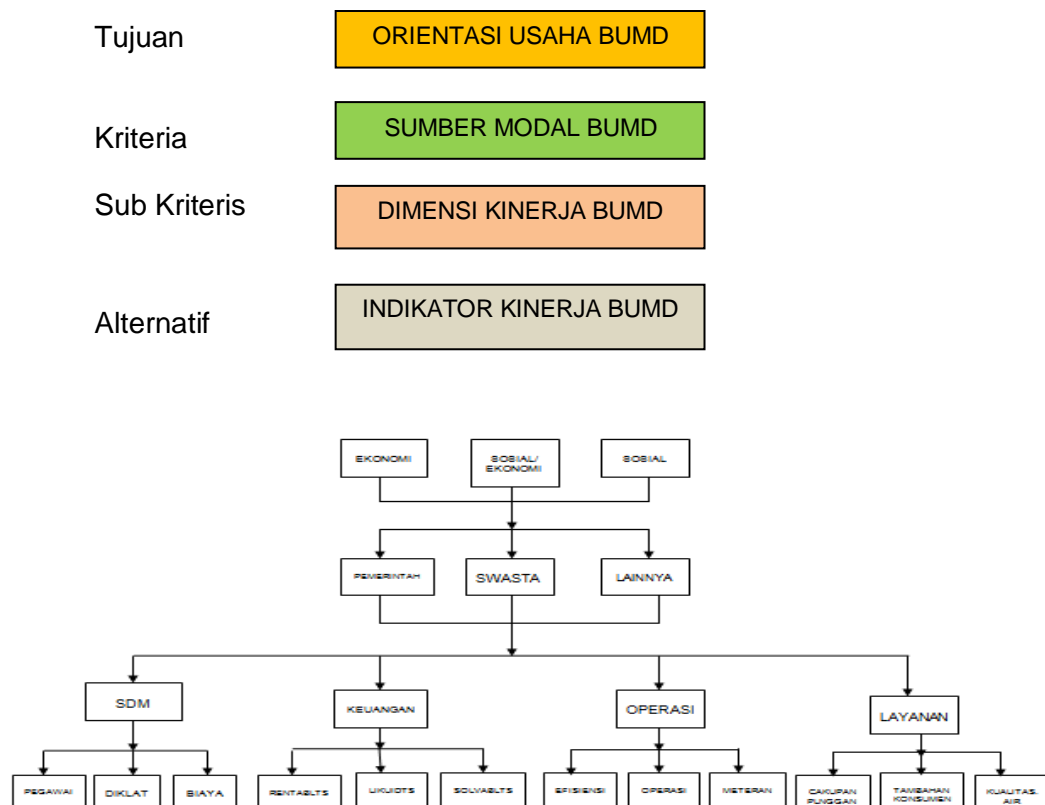 Tujuan
ORIENTASI USAHA BUMD
Kriteria
SUMBER MODAL BUMD
Sub Kriteris
DIMENSI KINERJA BUMD
Alternatif
INDIKATOR KINERJA BUMD
EKONOMI
SOSIAL/
EKONOMI
SOSIAL
PEMERINTAH
SWASTA
LAINNYA
SDM
KEUANGAN
OPERASI
LAYANAN
PEGAWAI
DIKLAT
BIAYA
RENTABLTS
LIKUIDTS
SOLVABLTS
EFISIENSI
OPERASI
METERAN
CAKUPAN
PLNGGAN
TAMBAHAN
KONSUMEN
KUALITAS.
AIR